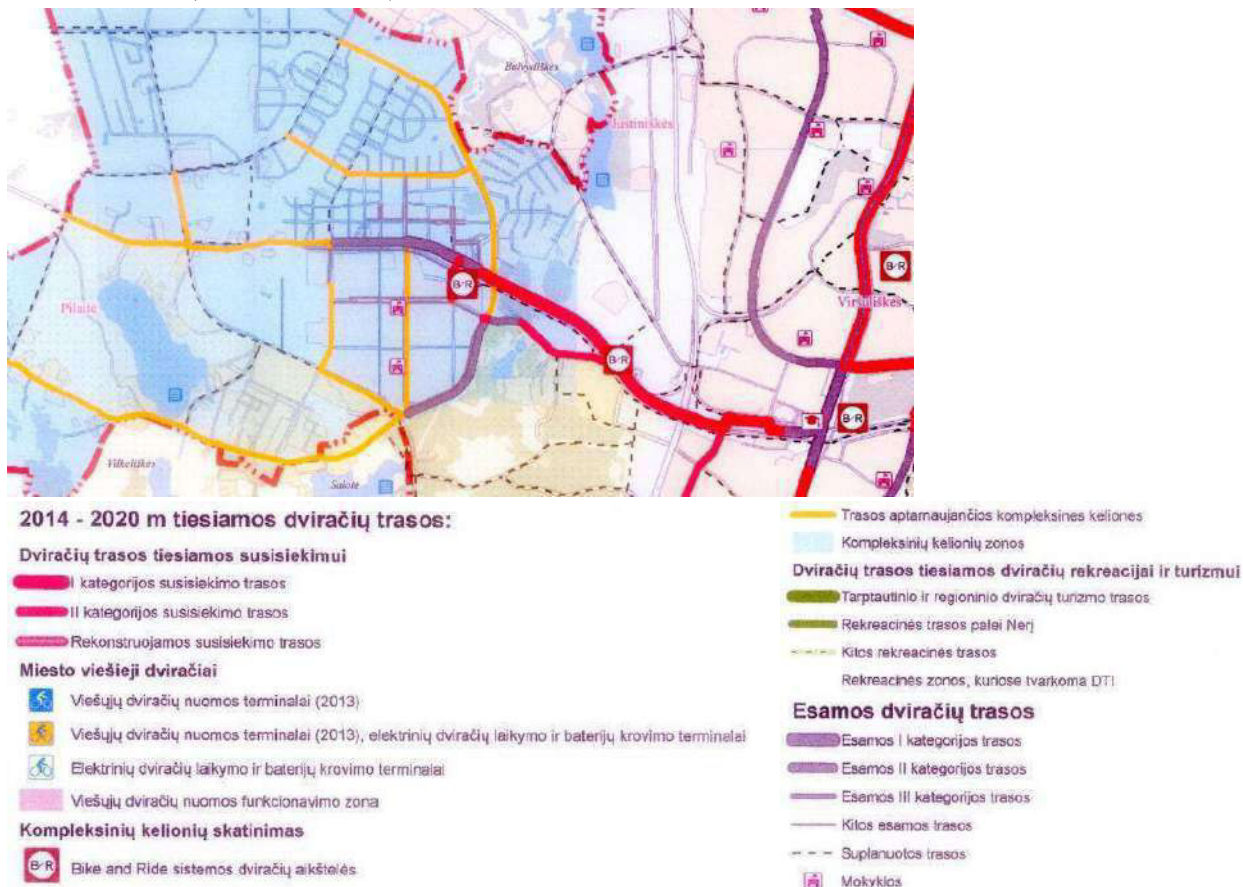 Bulvydiškės
Justiniškės
Pilaitė
B+R
Viršuliškės
B+R
B+R
B+R
Vilkeliškės
Salotė
2014 - 2020 m tiesiamos dviračių trasos:
Dviračių trasos tiesiamos susisiekimui
I kategorijos susisiekimo trasos
II kategorijos susisiekimo trasos
Rekonstruojamos susisiekimo trasos
Miesto viešieji dviračiai
Viešųjų dviračių nuomos terminalai (2013)
Viešųjų dviračių nuomos terminalai (2013), elektrinių dviračių laikymo ir baterijų krovimo terminalai
Elektrinių dviračių laikymo ir baterijų krovimo terminalai
Viešųjų dviračių nuomos funkcionavimo zona
Kompleksinių kelionių skatinimas
B+R Bike and Ride sistemos dviračių aikštelės
Trasos aptarnaujančios kompleksines keliones
Kompleksinių kelionių zonos
Dviračių trasos tiesiamos dviračių rekreacijai ir turizmui
Tarptautinio ir regioninio dviračių turizmo trasos
Rekreacinės trasos palei Nerį
Kitos rekreacinės trasos
Rekreacinės zonos, kuriose tvarkoma DTI
Esamos dviračių trasos
Esamos I kategorijos trasos
Esamos II kategorijos trasos
Esamos III kategorijos trasos
Kitos esamos trasos
Suplanuotos trasos
Mokyklos